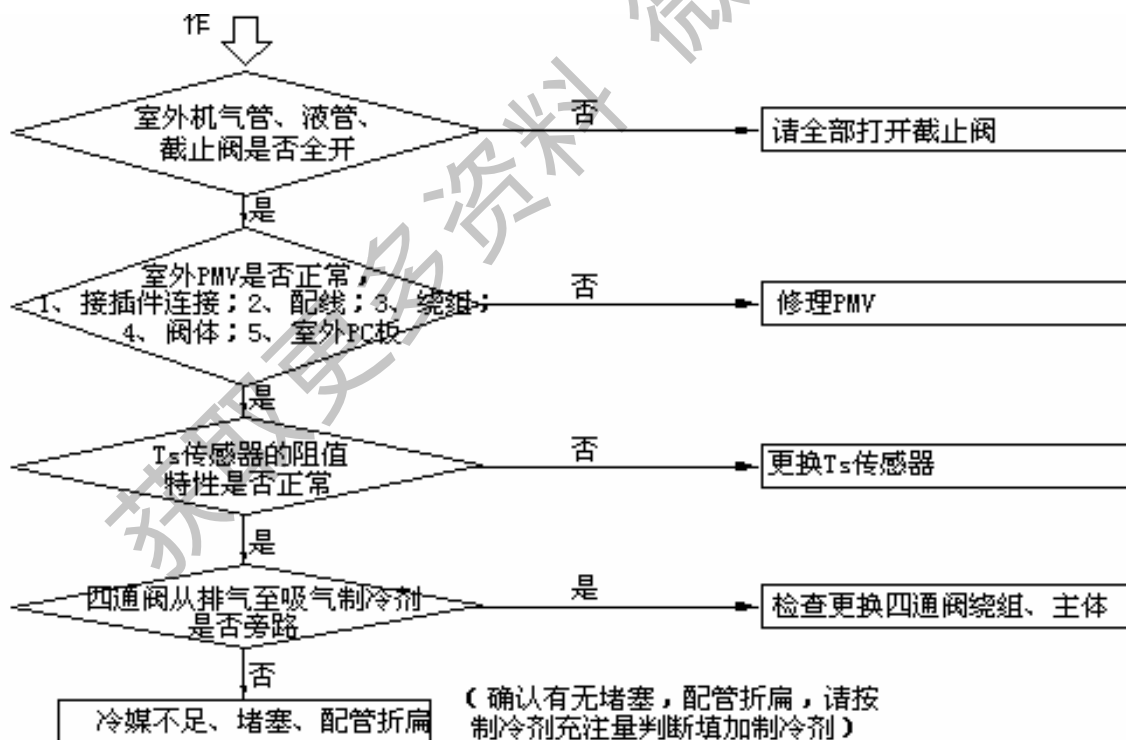 作
室外机气管、液管、
截止阀是否全开
否
请全部打开截止阀
是
室外PMV是否正常,
1、接插件连接;2、配线;3、绕组;
4、阀体;5、室外PC板
否
修理PMV
是
Ts传感器的阻值
特性是否正常
否
更换Ts传感器
是
四通阀从排气至吸气制冷剂
是否旁路
是
检查更换四通阀绕组、主体
否
冷媒不足、堵塞、配管折扁
(确认有无堵塞,配管折扁,请按
制冷剂充注量判断填加制冷剂)
获取更多资料 微